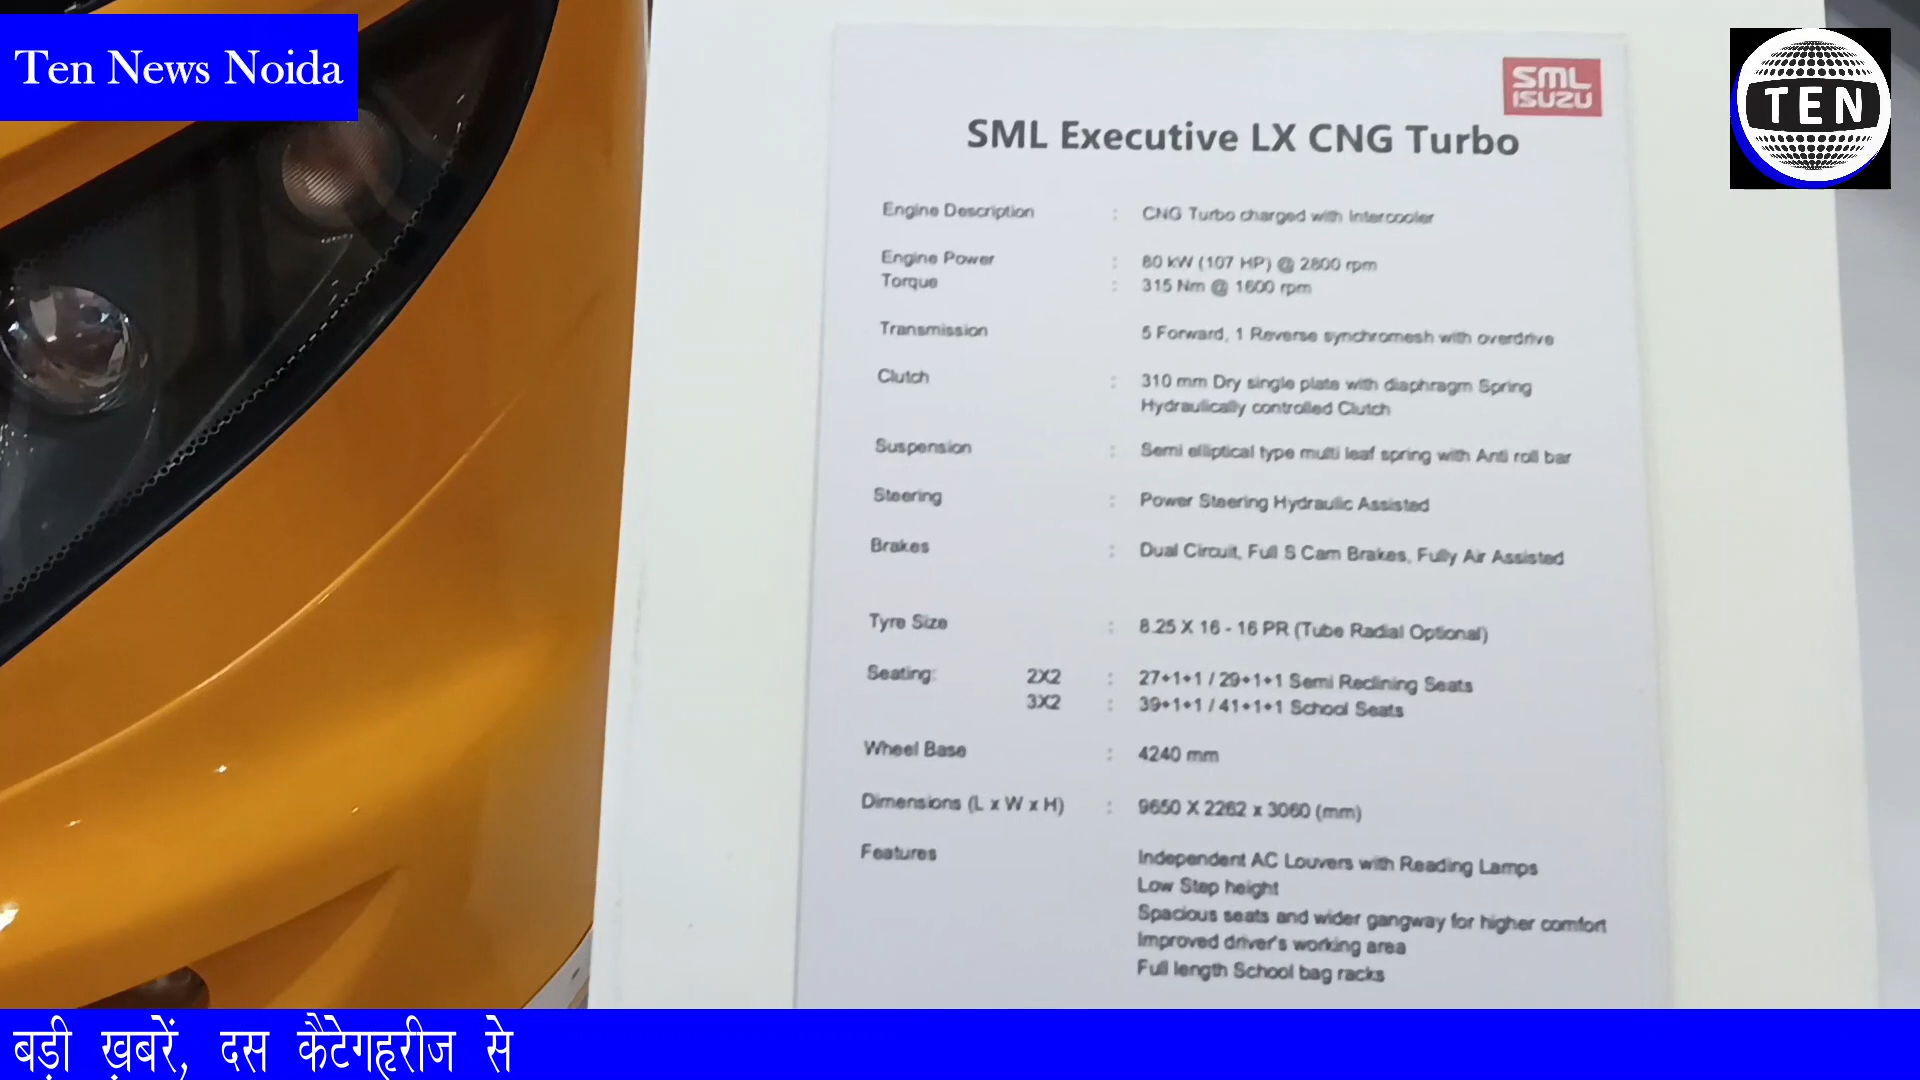 Ten News Noida
TEN
SML
ISUZU
SML Executive LX CNG Turbo
Engine Description : CNG Turbo charged with Intercooler
Engine Power : 80 kW (107 HP) @ 2800 rpm
Torque : 315 Nm @ 1600 rpm
Transmission 5 Forward, 1 Reverse synchromesh with overdrive
Clutch : 310 mm Dry single plate with diaphragm Spring
Hydraulically controlled Clutch
Suspension : Semi elliptical type multi leaf spring with Anti roll bar
Steering : Power Steering Hydraulic Assisted
Brakes : Dual Circuit, Full S Cam Brakes, Fully Air Assisted
Tyre Size : 8.25 X 16 - 16 PR (Tube Radial Optional)
Seating: 2X2 : 27+1+1 / 29+1+1 Semi Reclining Seats
3X2 : 39+1+1 / 41+1+1 School Seats
Wheel Base : 4240 mm
Dimensions (L x W x H) : 9650 X 2262 x 3060 (mm)
Features Independent AC Louvers with Reading Lamps
Low Step height
Spacious seats and wider gangway for higher comfort
Improved driver's working area
Full length School bag racks
बड़ी ख़बरें, दस कैटेगहरीज से